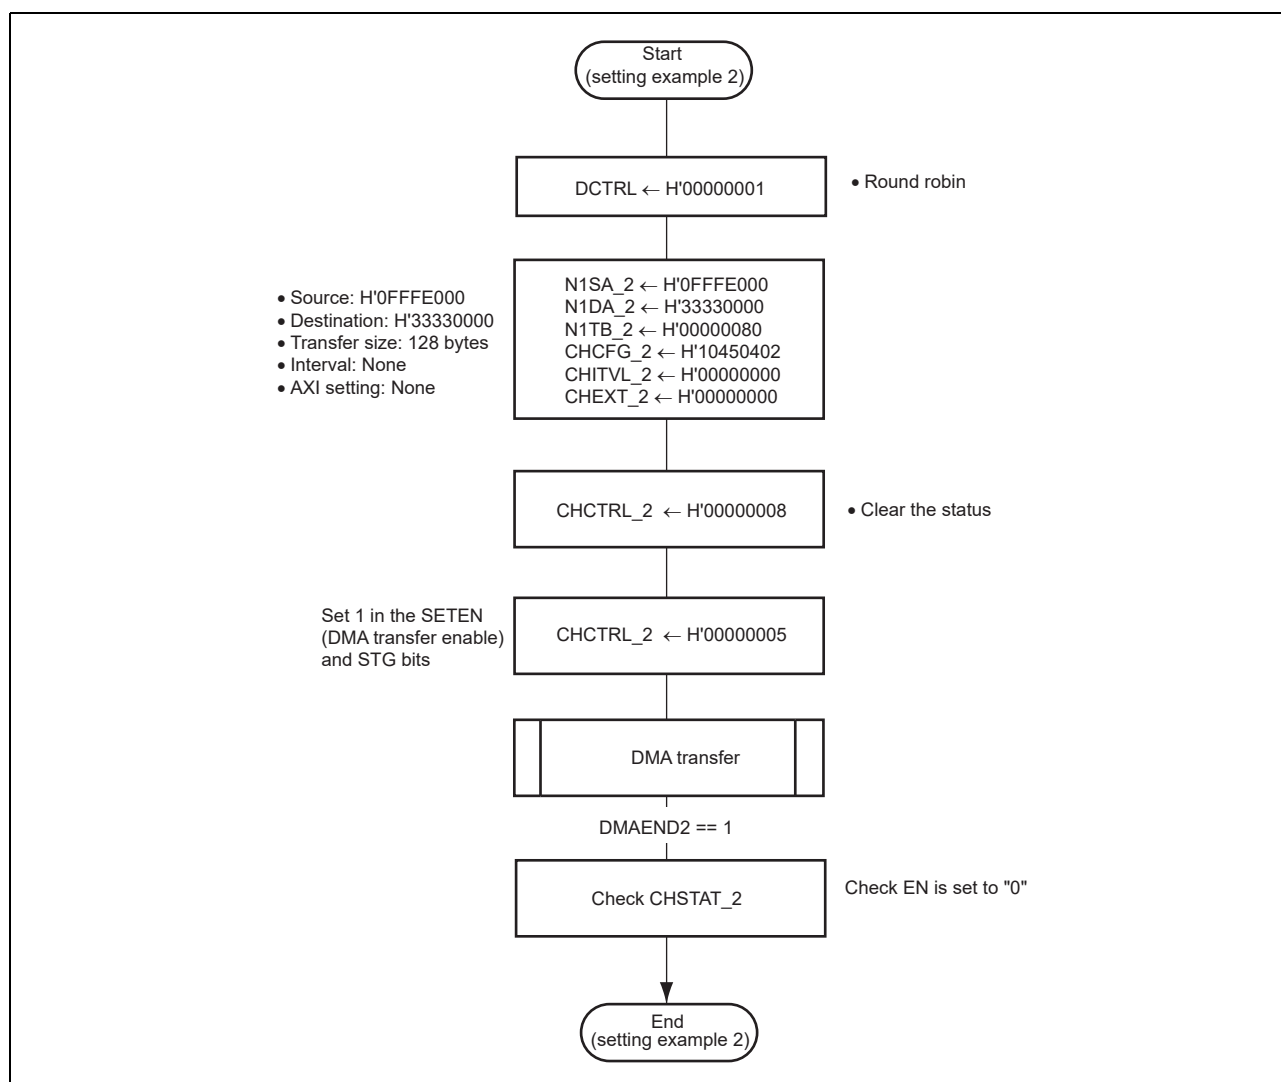 Start
(setting example 2)
DCTRL ← H'00000001
• Round robin
• Source: H'0FFFE000
• Destination: H'33330000
• Transfer size: 128 bytes
• Interval: None
• AXI setting: None
N1SA_2 ← H'0FFFE000
N1DA_2 ← H'33330000
N1TB_2 ← H'00000080
CHCFG_2 ← H'10450402
CHITVL_2 ← H'00000000
CHEXT_2 ← H'00000000
CHCTRL_2 ← H'00000008
• Clear the status
Set 1 in the SETEN
(DMA transfer enable)
and STG bits
CHCTRL_2 ← H'00000005
DMA transfer
DMAEND2 == 1
Check CHSTAT_2
Check EN is set to "0"
End
(setting example 2)